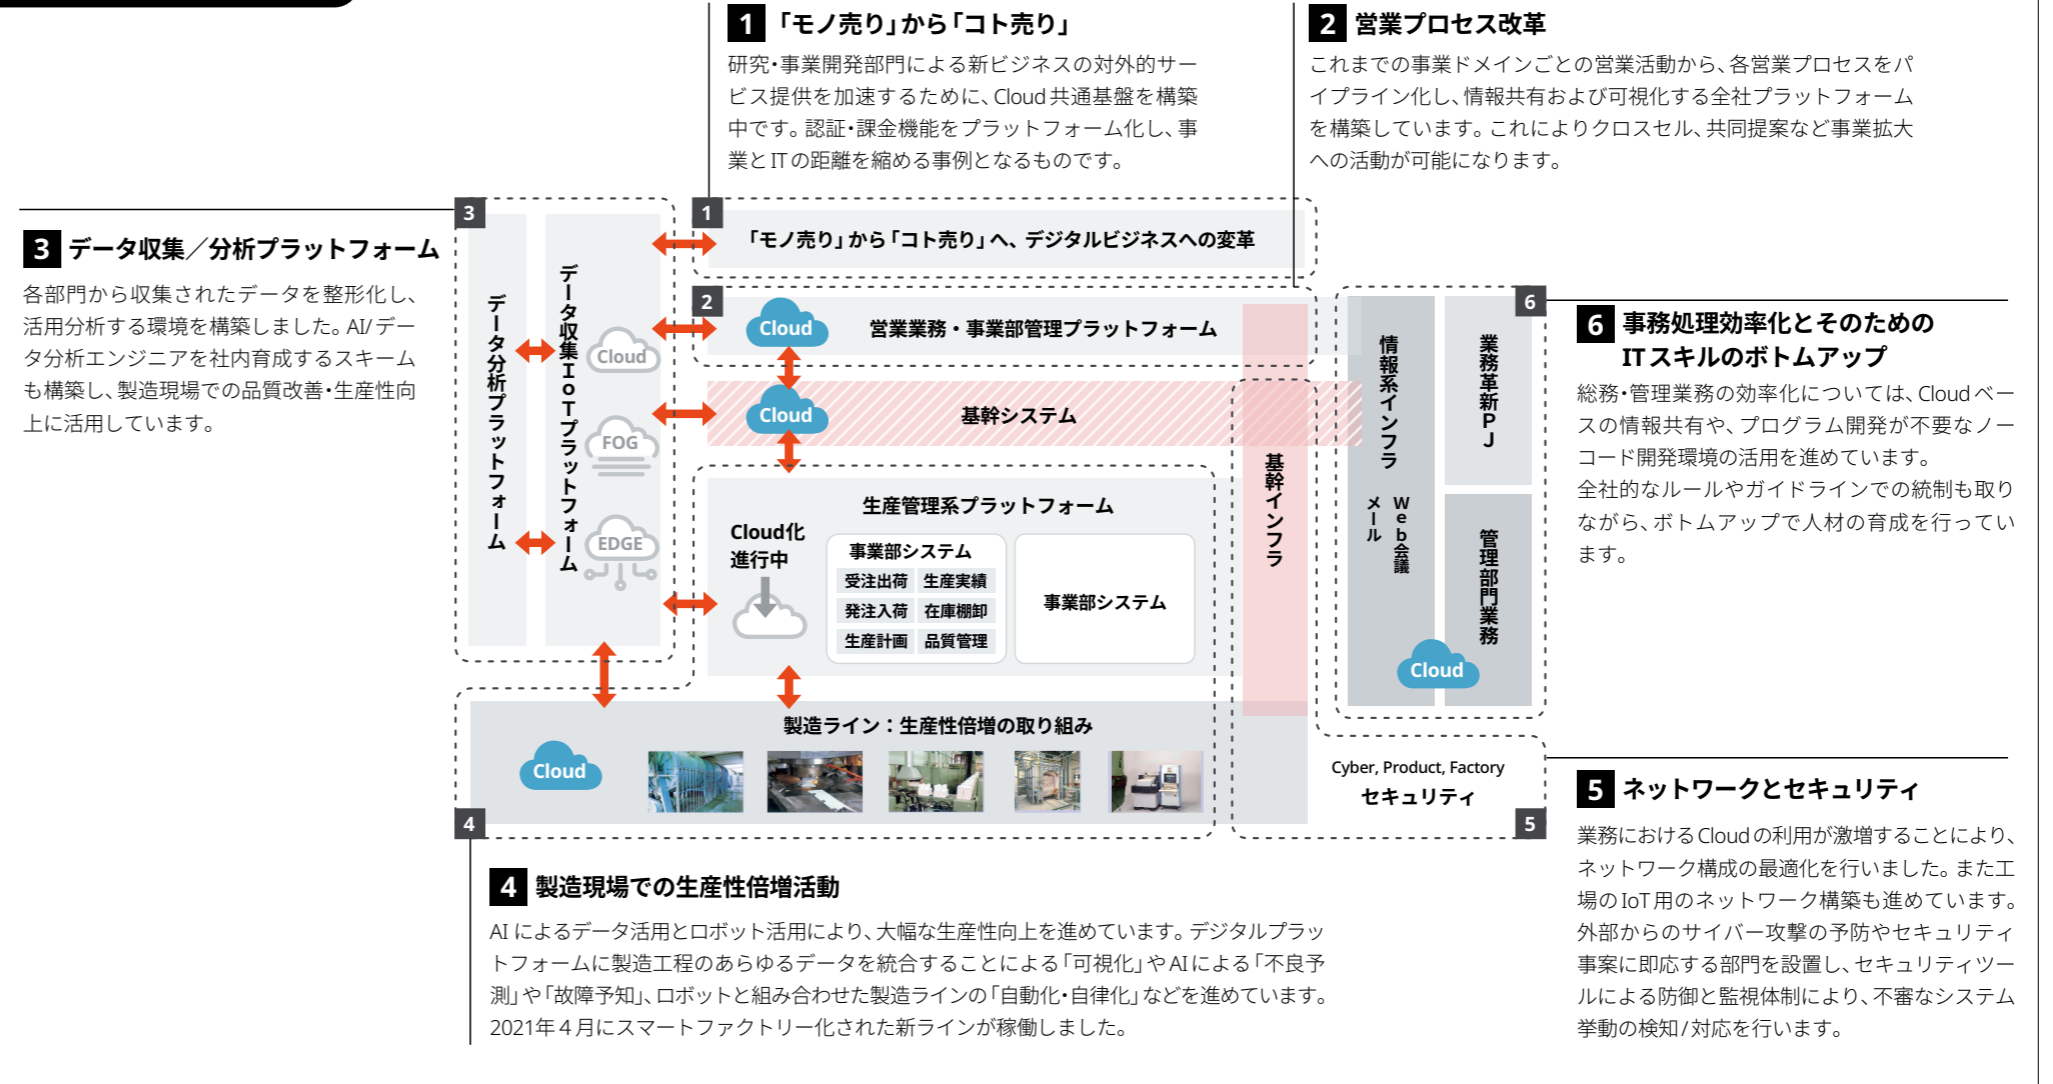 1 「モノ売り」から「コト売り」
研究・事業開発部門による新ビジネスの対外的サー
ビス提供を加速するために、Cloud共通基盤を構築
中です。認証・課金機能をプラットフォーム化し、事
業とITの距離を縮める事例となるものです。
2 営業プロセス改革
これまでの事業ドメインごとの営業活動から、各営業プロセスをパ
イプライン化し、情報共有および可視化する全社プラットフォーム
を構築しています。これによりクロスセル、共同提案など事業拡大
への活動が可能になります。
3 データ収集／分析プラットフォーム
各部門から収集されたデータを整形化し、
活用分析する環境を構築しました。AI/デー
タ分析エンジニアを社内育成するスキーム
も構築し、製造現場での品質改善・生産性向
上に活用しています。
3
データ分析プラットフォーム
データ収集IoTプラットフォーム
Cloud
FOG
EDGE
1
「モノ売り」から「コト売り」へ、デジタルビジネスへの変革
2
Cloud
営業業務・事業部管理プラットフォーム
Cloud
基幹システム
生産管理系プラットフォーム
Cloud化
進行中
事業部システム
受注出荷 生産実績
発注入荷 在庫棚卸
生産計画 品質管理
事業部システム
基幹インフラ
6
情報系インフラ
Web会議
メール
業務革新PJ
管理部門業務
Cloud
製造ライン：生産性倍増の取り組み
Cloud
4
Cyber, Product, Factory
セキュリティ
5
6 事務処理効率化とそのための
ITスキルのボトムアップ
総務・管理業務の効率化については、Cloudベー
スの情報共有や、プログラム開発が不要なノー
コード開発環境の活用を進めています。
全社的なルールやガイドラインでの統制も取り
ながら、ボトムアップで人材の育成を行ってい
ます。
4 製造現場での生産性倍増活動
AIによるデータ活用とロボット活用により、大幅な生産性向上を進めています。デジタルプラッ
トフォームに製造工程のあらゆるデータを統合することによる「可視化」やAIによる「不良予
測」や「故障予知」、ロボットと組み合わせた製造ラインの「自動化・自律化」などを進めています。
2021年4月にスマートファクトリー化された新ラインが稼働しました。
5 ネットワークとセキュリティ
業務におけるCloudの利用が激増することにより、
ネットワーク構成の最適化を行いました。また工
場のIoT用のネットワーク構築も進めています。
外部からのサイバー攻撃の予防やセキュリティ
事案に即応する部門を設置し、セキュリティツー
ルによる防御と監視体制により、不審なシステム
挙動の検知/対応を行います。